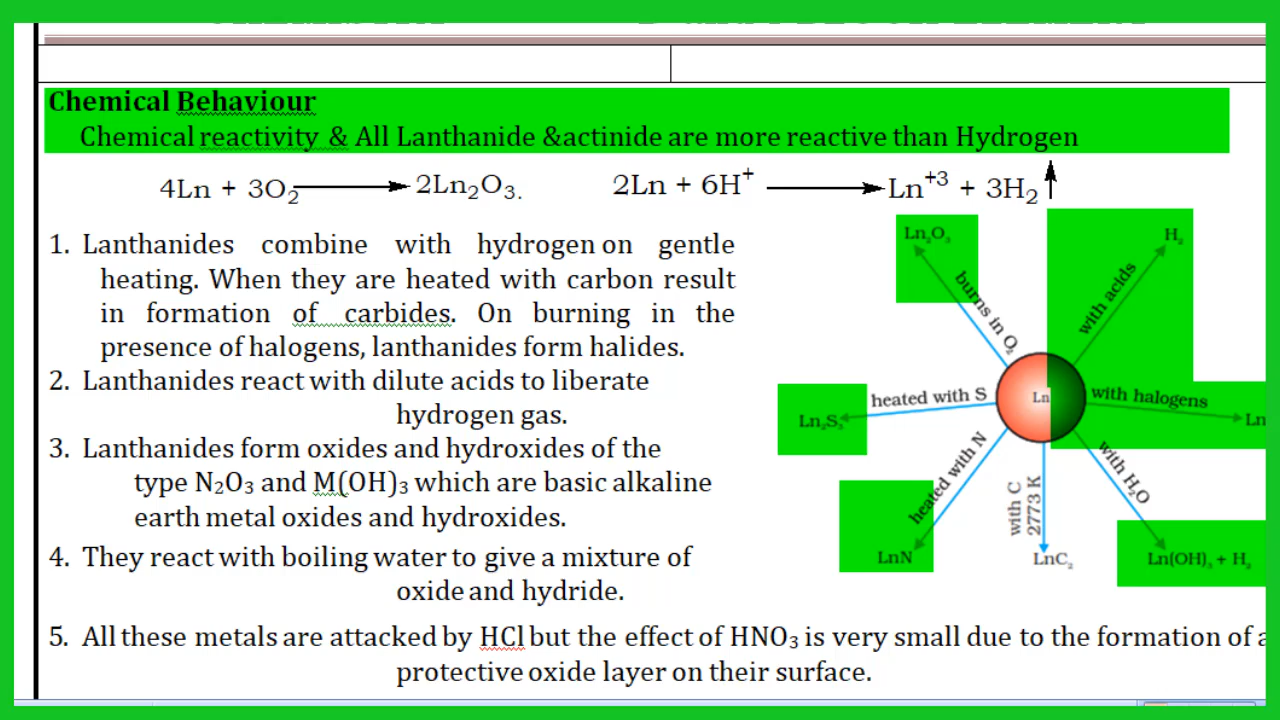 Chemical Behaviour
Chemical reactivity & All Lanthanide &actinide are more reactive than Hydrogen
4Ln + 3O₂ → 2Ln₂O₃. 2Ln + 6H⁺ → Ln⁺³ + 3H₂ ↑
1. Lanthanides combine with hydrogen on gentle
heating. When they are heated with carbon result
in formation of carbides. On burning in the
presence of halogens, lanthanides form halides.
2. Lanthanides react with dilute acids to liberate
hydrogen gas.
3. Lanthanides form oxides and hydroxides of the
type N₂O₃ and M(OH)₃ which are basic alkaline
earth metal oxides and hydroxides.
4. They react with boiling water to give a mixture of
oxide and hydride.
5. All these metals are attacked by HCl but the effect of HNO₃ is very small due to the formation of a
protective oxide layer on their surface.
Ln₂O₃
H₂
burns in O₂
with acids
heated with S
Ln
with halogens
Ln₂S₃
Ln
heated with N
with C
2773 K
with H₂O
LnN
LnC₂
Ln(OH)₃ + H₂